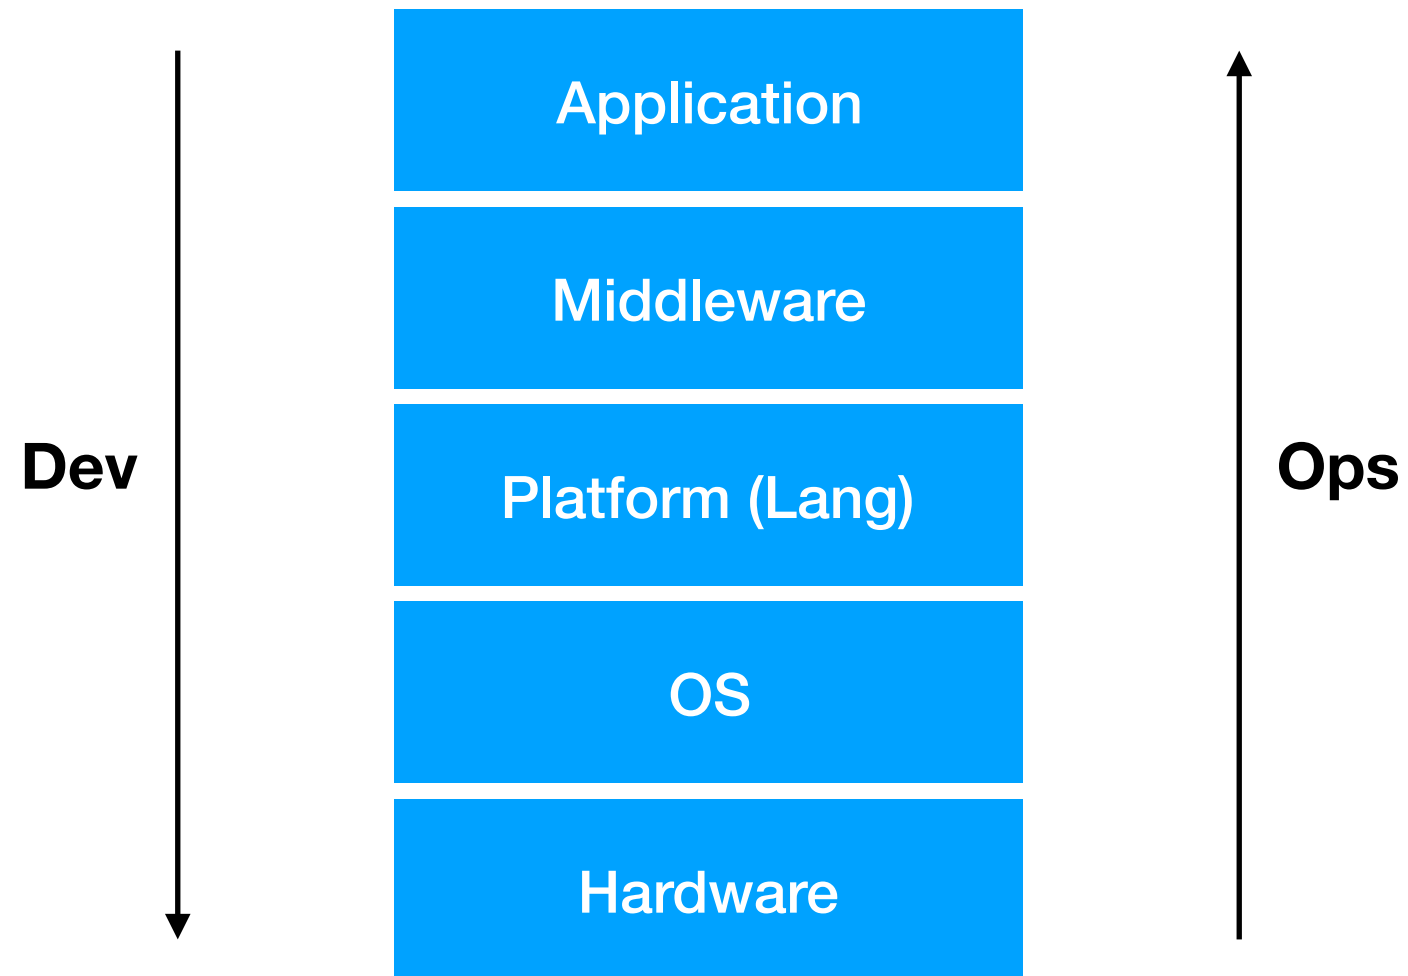 Application
Middleware
Dev
Platform (Lang)
Ops
OS
Hardware